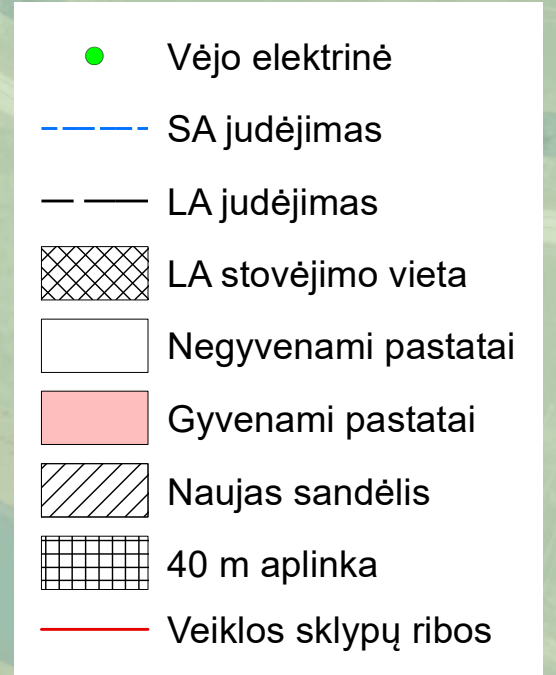 Vėjo elektrinė
SA judėjimas
LA judėjimas
LA stovėjimo vieta
Negyvenami pastatai
Gyvenami pastatai
Naujas sandėlis
40 m aplinka
Veiklos sklypų ribos